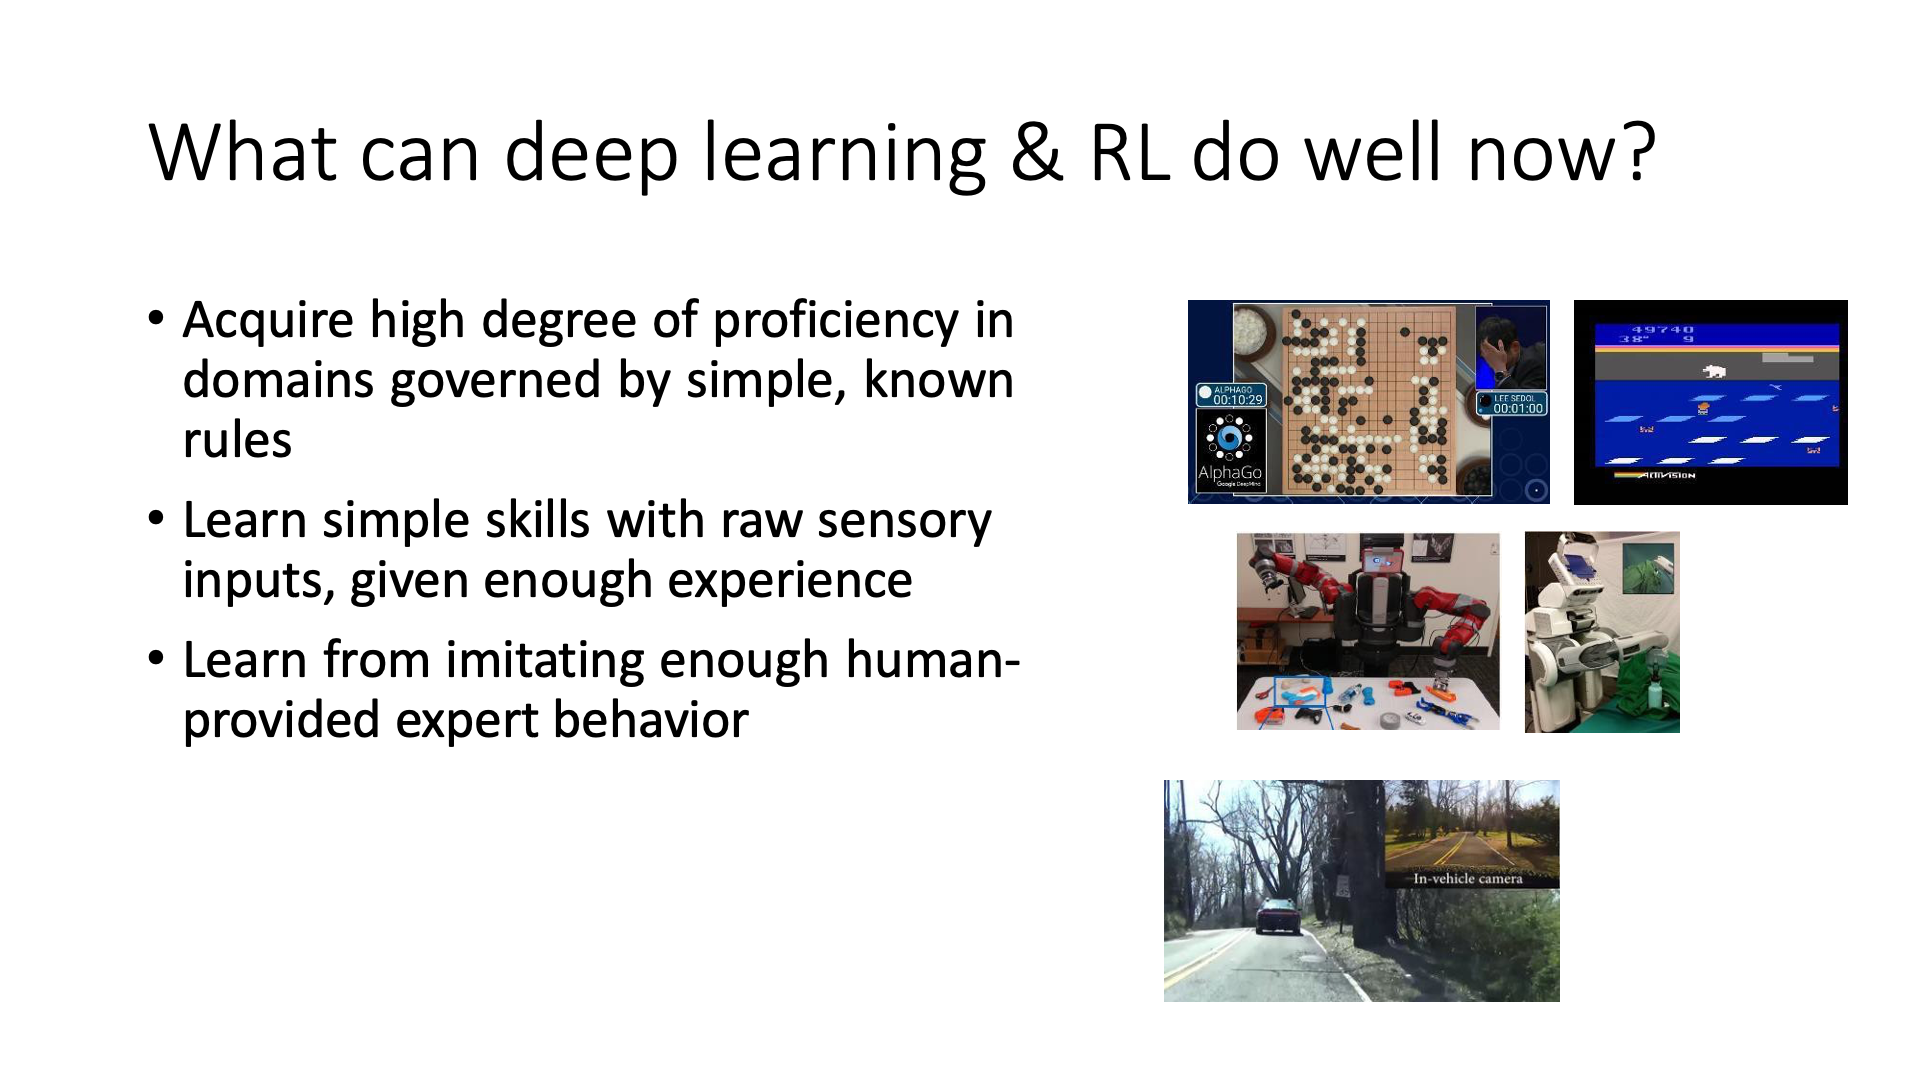 What can deep learning & RL do well now?
• Acquire high degree of proficiency in
domains governed by simple, known
rules
• Learn simple skills with raw sensory
inputs, given enough experience
• Learn from imitating enough human-
provided expert behavior
ALPHAGO
00:10:29
AlphaGo
Google DeepMind
LEE SEDOL
00:01:00
49740
38° 9
ACTIVISION
In-vehicle camera